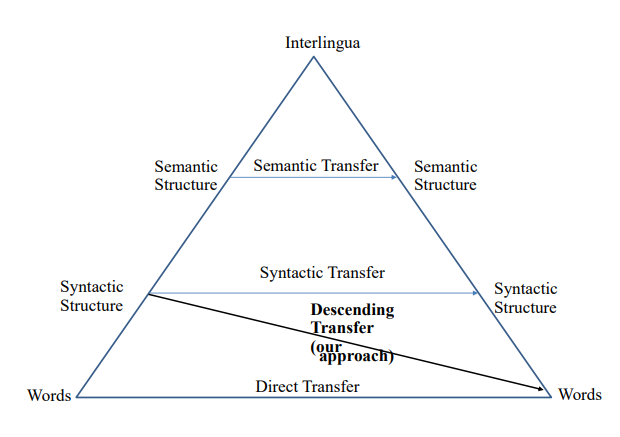 Interlingua
Semantic
Structure
Semantic Transfer
Semantic
Structure
Syntactic
Structure
Syntactic Transfer
Syntactic
Structure
Descending
Transfer
(our
approach)
Words
Direct Transfer
Words